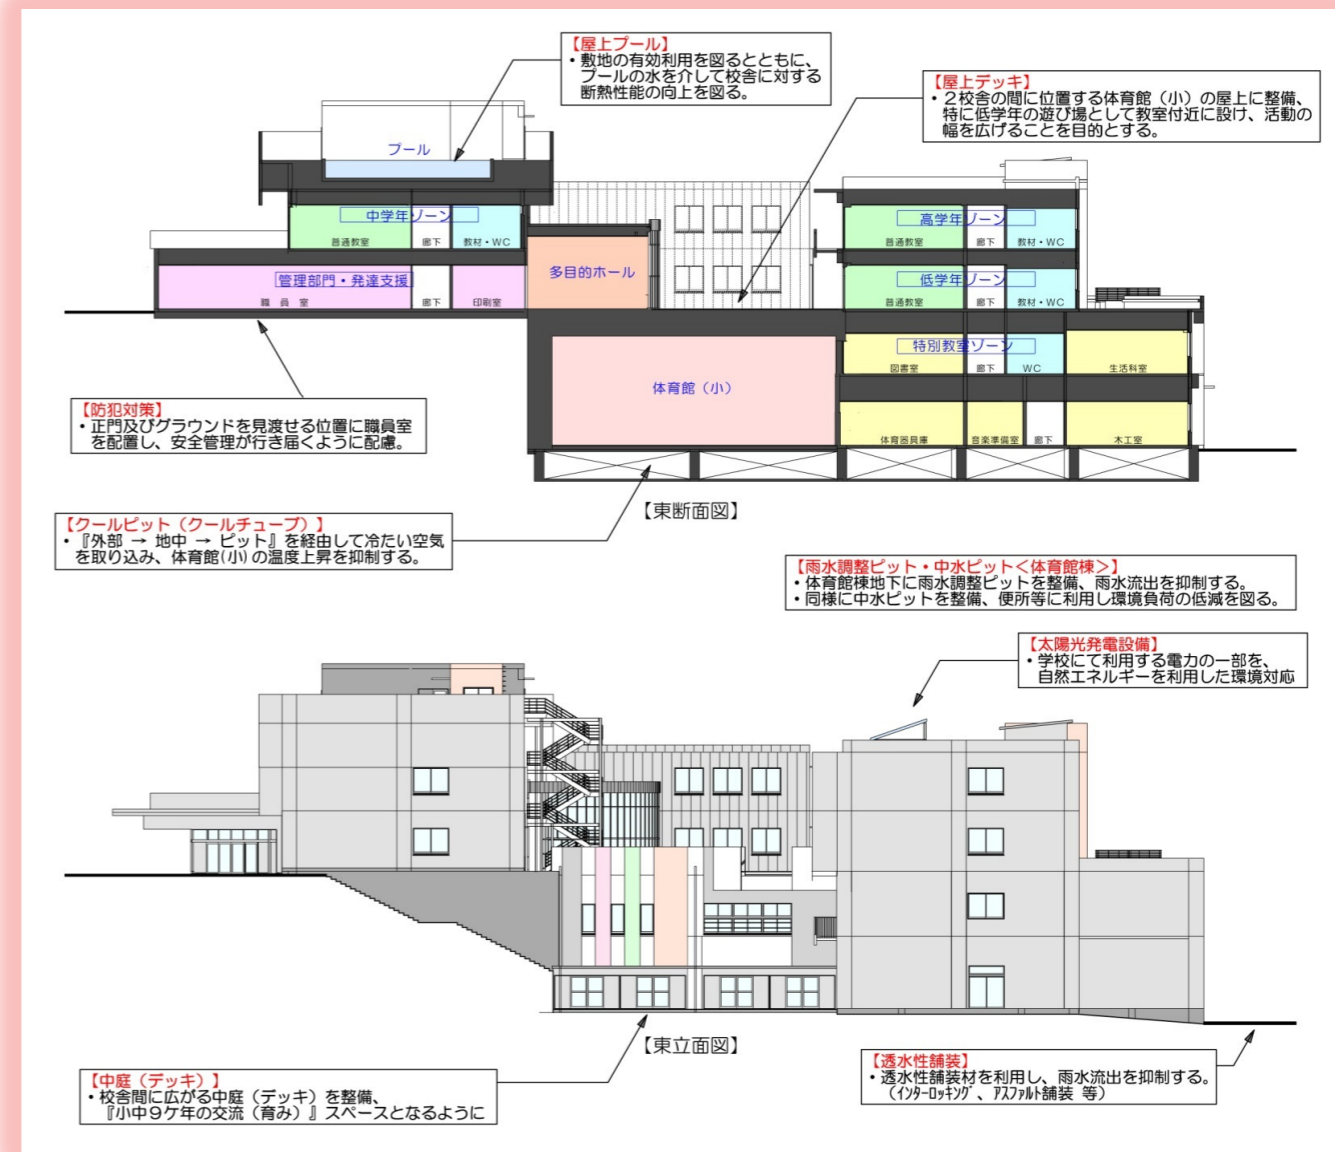 【屋上プール】
・敷地の有効利用を図るとともに、
プールの水を介して校舎に対する
断熱性能の向上を図る。
【屋上デッキ】
・２校舎の間に位置する体育館（小）の屋上に整備、
特に低学年の遊び場として教室付近に設け、活動の
幅を広げることを目的とする。
プール
中学年ゾーン
普通教室 廊下 教材・WC
管理部門・発達支援
職員室 廊下 印刷室
多目的ホール
高学年ゾーン
普通教室 廊下 教材・WC
低学年ゾーン
普通教室 廊下 教材・WC
特別教室ゾーン
図書室 廊下 WC 生活科室
体育館（小）
体育器具庫 音楽準備室 廊下 木工室
【防犯対策】
・正門及びグラウンドを見渡せる位置に職員室
を配置し、安全管理が行き届くように配慮。
【東断面図】
【クールピット（クールチューブ）】
・『外部 → 地中 → ピット』を経由して冷たい空気
を取り込み、体育館(小)の温度上昇を抑制する。
【雨水調整ピット・中水ピット＜体育館棟＞】
・体育館棟地下に雨水調整ピットを整備、雨水流出を抑制する。
・同様に中水ピットを整備、便所等に利用し環境負荷の低減を図る。
【太陽光発電設備】
・学校にて利用する電力の一部を、
自然エネルギーを利用した環境対応
【東立面図】
【中庭（デッキ）】
・校舎間に広がる中庭（デッキ）を整備、
『小中９ケ年の交流（育み）』スペースとなるように
【透水性舗装】
・透水性舗装材を利用し、雨水流出を抑制する。
（ｲﾝﾀｰﾛｯｷﾝｸﾞ、ｱｽﾌｧﾙﾄ舗装 等）